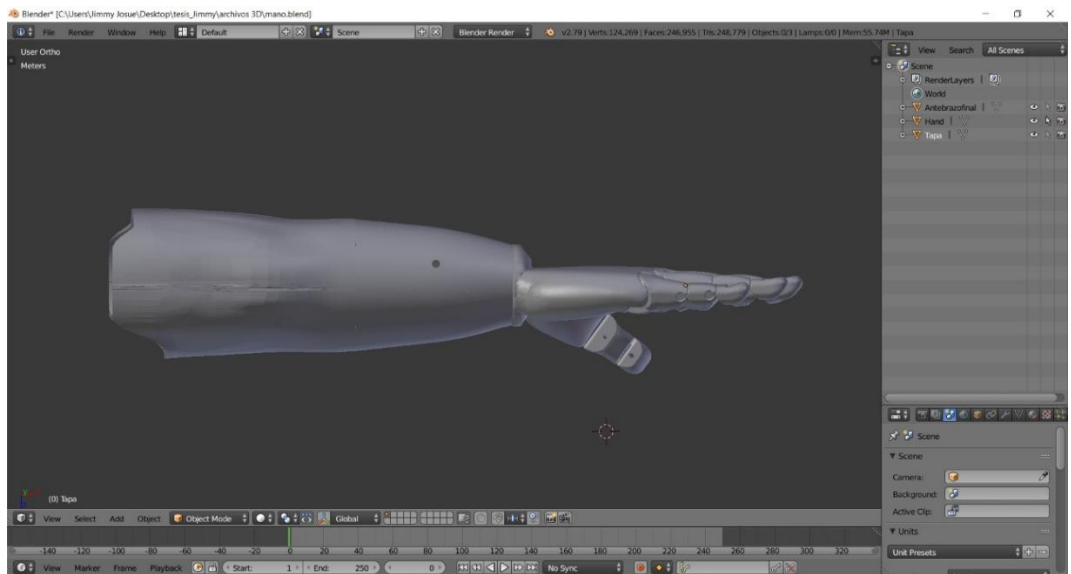 Blender* [C:\Users\Jimmy Josue\Desktop\tesis_Jimmy\archivos 3D\mano.blend]
File Render Window Help Default Scene Blender Render v2.79 | Verts:124,269 | Faces:246,955 | Tris:248,779 | Objects:0/3 | Lamps:0/0 | Mem:55.74M | Tapa
User Ortho
Meters
View Search All Scenes
Scene
RenderLayers
World
Antebrazofinal
Hand
Tapa
Scene
Scene
Camera:
Background:
Active Clip:
Units
Unit Presets
(0) Tapa
View Select Add Object Object Mode Global
-140 -120 -100 -80 -60 -40 -20 0 20 40 60 80 100 120 140 160 180 200 220 240 260 280 300 320
View Marker Frame Playback Start: 1 End: 250 0 No Sync